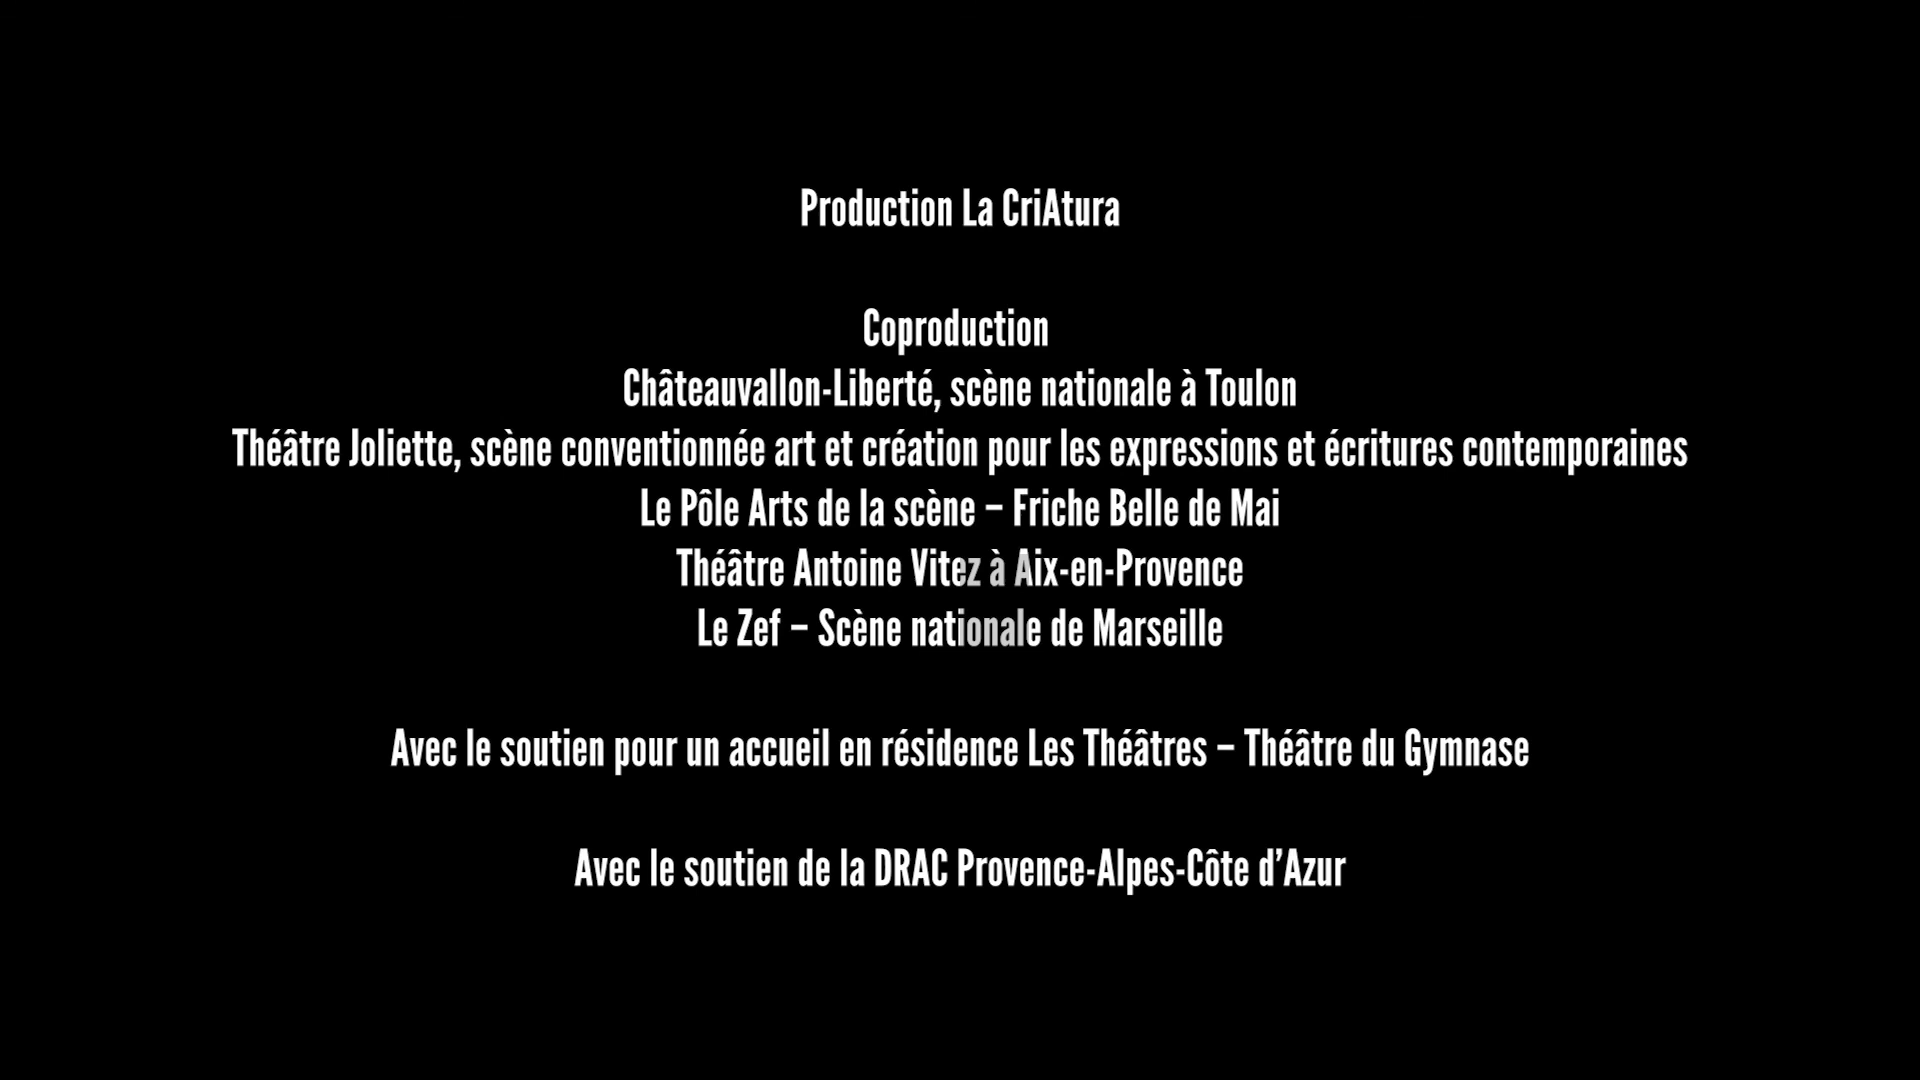 Production La CriAtura
Coproduction
Châteauvallon-Liberté, scène nationale à Toulon
Théâtre Joliette, scène conventionnée art et création pour les expressions et écritures contemporaines
Le Pôle Arts de la scène – Friche Belle de Mai
Théâtre Antoine Vitez à Aix-en-Provence
Le Zef – Scène nationale de Marseille
Avec le soutien pour un accueil en résidence Les Théâtres – Théâtre du Gymnase
Avec le soutien de la DRAC Provence-Alpes-Côte d’Azur